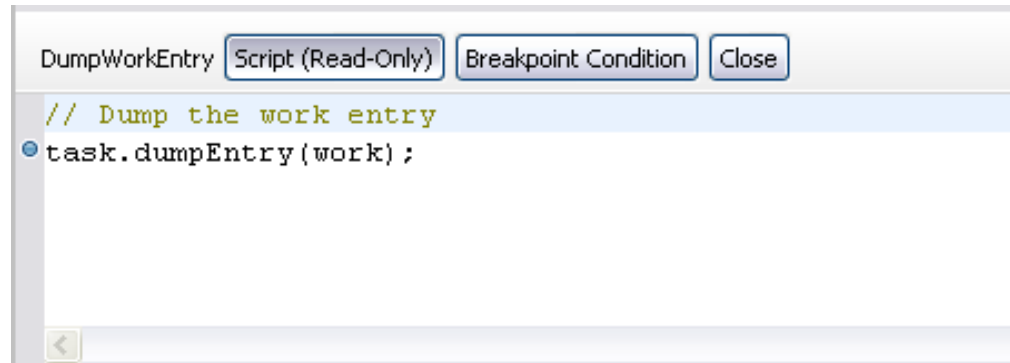 DumpWorkEntry Script (Read-Only) Breakpoint Condition Close
// Dump the work entry
task.dumpEntry(work);